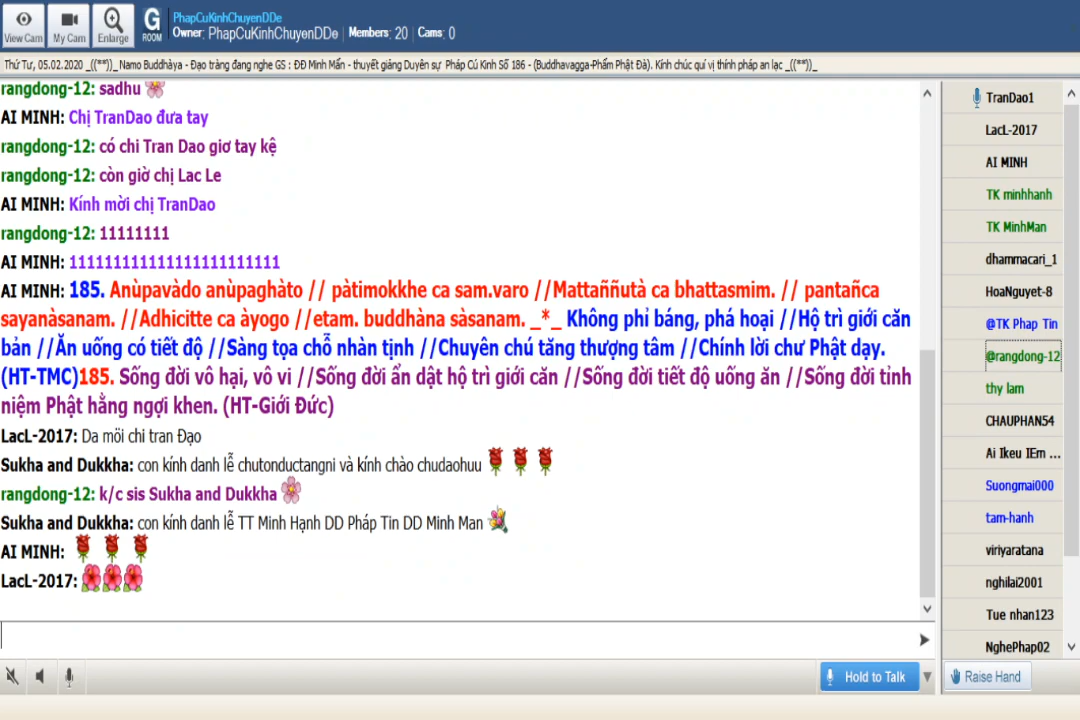 View Cam
My Cam
Enlarge
G
ROOM
PhapCuKinhChuyenDDe
Owner: PhapCuKinhChuyenDDe Members: 20 Cams: 0
Thứ Tư, 05.02.2020 _((**))_ Namo Buddhàya - Đạo tràng đang nghe GS : ĐĐ Minh Mẫn - thuyết giảng Duyên sự Pháp Cú Kinh Số 186 - (Buddhavagga-Phẩm Phật Đà). Kính chúc quí vị thính pháp an lạc _((**))_
rangdong-12: sadhu
AI MINH: Chị TranDao đưa tay
rangdong-12: có chi Tran Dao giơ tay kệ
rangdong-12: còn giờ chị Lac Le
AI MINH: Kính mời chị TranDao
rangdong-12: 11111111
AI MINH: 111111111111111111111111
AI MINH: 185. Anùpavàdo anùpaghàto // pàtimokkhe ca sam.varo //Mattaññutà ca bhattasmim. // pantañca
sayanàsanam. //Adhicitte ca àyogo //etam. buddhàna sàsanam. _*_ Không phỉ báng, phá hoại //Hộ trì giới căn
bản //Ăn uống có tiết độ //Sàng tọa chỗ nhàn tịnh //Chuyên chú tăng thượng tâm //Chính lời chư Phật dạy.
(HT-TMC)185. Sống đời vô hại, vô vi //Sống đời ẩn dật hộ trì giới căn //Sống đời tiết độ uống ăn //Sống đời tỉnh
niệm Phật hằng ngợi khen. (HT-Giới Đức)
LacL-2017: Da möi chi tran Đạo
Sukha and Dukkha: con kính danh lễ chutonductangni và kính chào chudaohuu
rangdong-12: k/c sis Sukha and Dukkha
Sukha and Dukkha: con kính danh lễ TT Minh Hạnh DD Pháp Tin DD Minh Man
AI MINH:
LacL-2017:
Hold to Talk
TranDao1
LacL-2017
AI MINH
TK minhhanh
TK MinhMan
dhammacari_1
HoaNguyet-8
@TK Phap Tin
@rangdong-12
thy lam
CHAUPHAN54
Ai Ikeu IEm ...
Suongmai000
tam-hanh
viriyaratana
nghilai2001
Tue nhan123
NghePhap02
Raise Hand